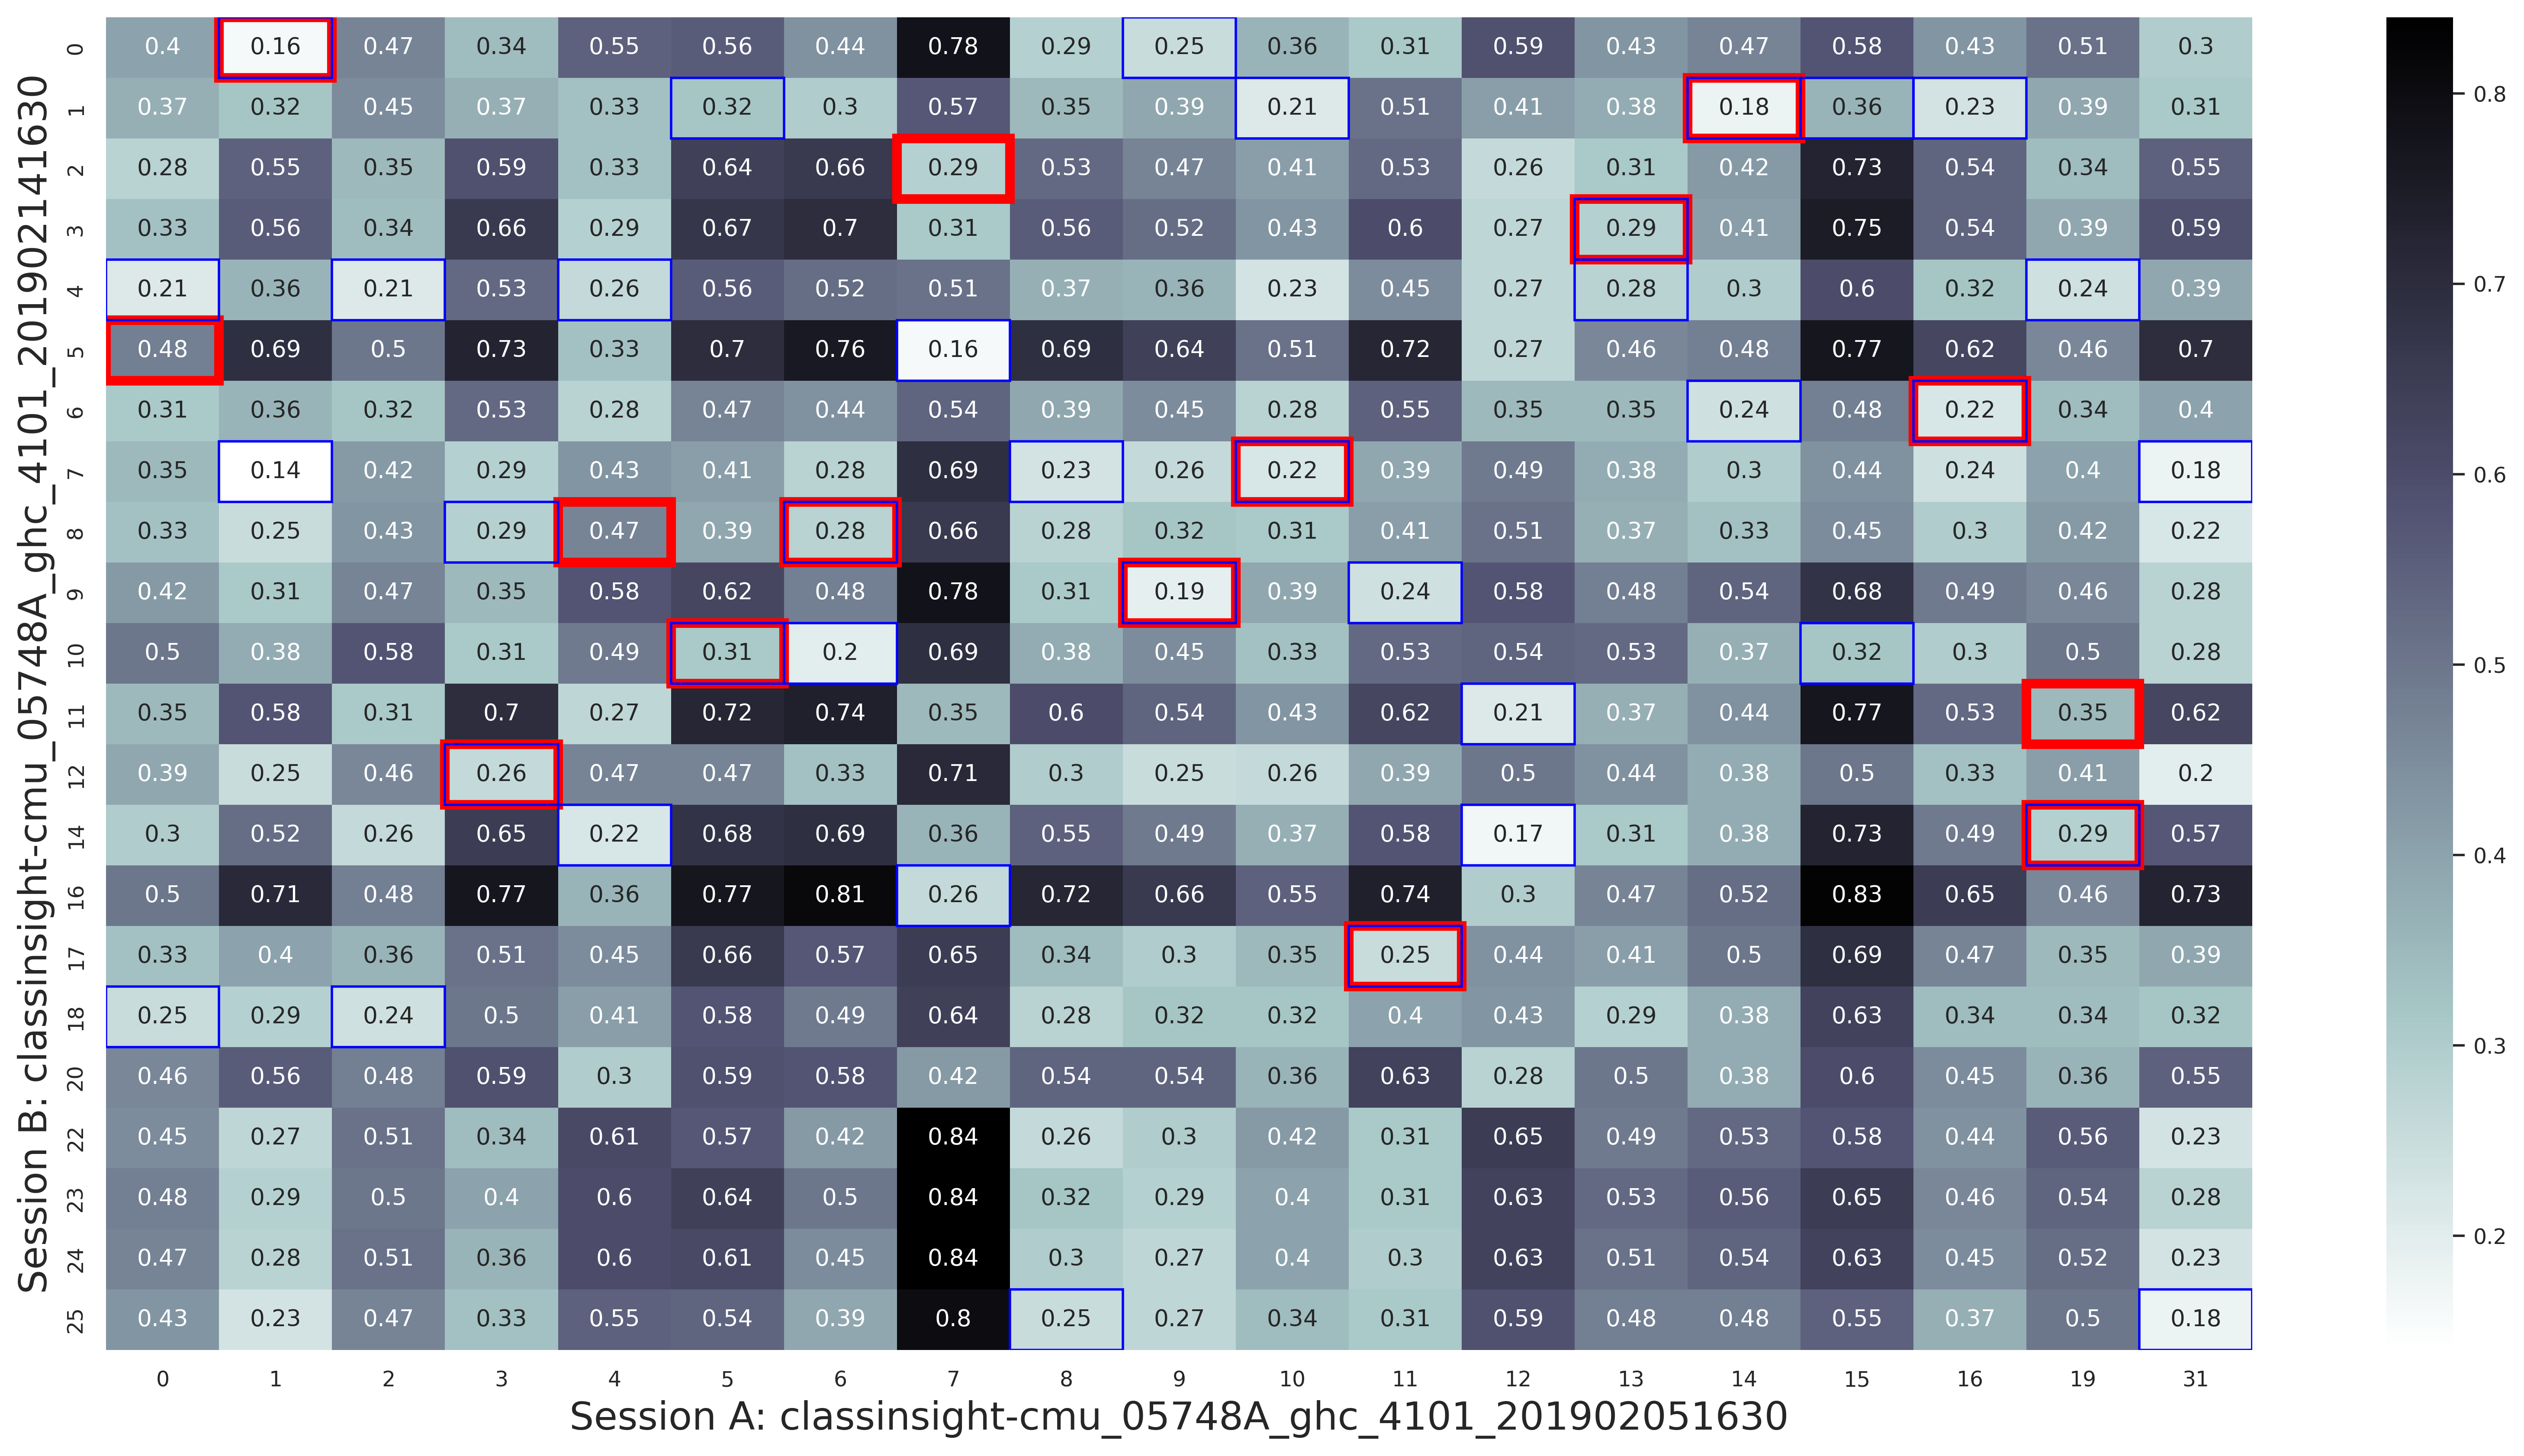 Session B: classinsight-cmu_05748A_ghc_4101_201902141630
0 0.4 0.16 0.47 0.34 0.55 0.56 0.44 0.78 0.29 0.25 0.36 0.31 0.59 0.43 0.47 0.58 0.43 0.51 0.3
1 0.37 0.32 0.45 0.37 0.33 0.32 0.3 0.57 0.35 0.39 0.21 0.51 0.41 0.38 0.18 0.36 0.23 0.39 0.31
2 0.28 0.55 0.35 0.59 0.33 0.64 0.66 0.29 0.53 0.47 0.41 0.53 0.26 0.31 0.42 0.73 0.54 0.34 0.55
3 0.33 0.56 0.34 0.66 0.29 0.67 0.7 0.31 0.56 0.52 0.43 0.6 0.27 0.29 0.41 0.75 0.54 0.39 0.59
4 0.21 0.36 0.21 0.53 0.26 0.56 0.52 0.51 0.37 0.36 0.23 0.45 0.27 0.28 0.3 0.6 0.32 0.24 0.39
5 0.48 0.69 0.5 0.73 0.33 0.7 0.76 0.16 0.69 0.64 0.51 0.72 0.27 0.46 0.48 0.77 0.62 0.46 0.7
6 0.31 0.36 0.32 0.53 0.28 0.47 0.44 0.54 0.39 0.45 0.28 0.55 0.35 0.35 0.24 0.48 0.22 0.34 0.4
7 0.35 0.14 0.42 0.29 0.43 0.41 0.28 0.69 0.23 0.26 0.22 0.39 0.49 0.38 0.3 0.44 0.24 0.4 0.18
8 0.33 0.25 0.43 0.29 0.47 0.39 0.28 0.66 0.28 0.32 0.31 0.41 0.51 0.37 0.33 0.45 0.3 0.42 0.22
9 0.42 0.31 0.47 0.35 0.58 0.62 0.48 0.78 0.31 0.19 0.39 0.24 0.58 0.48 0.54 0.68 0.49 0.46 0.28
10 0.5 0.38 0.58 0.31 0.49 0.31 0.2 0.69 0.38 0.45 0.33 0.53 0.54 0.53 0.37 0.32 0.3 0.5 0.28
11 0.35 0.58 0.31 0.7 0.27 0.72 0.74 0.35 0.6 0.54 0.43 0.62 0.21 0.37 0.44 0.77 0.53 0.35 0.62
12 0.39 0.25 0.46 0.26 0.47 0.47 0.33 0.71 0.3 0.25 0.26 0.39 0.5 0.44 0.38 0.5 0.33 0.41 0.2
14 0.3 0.52 0.26 0.65 0.22 0.68 0.69 0.36 0.55 0.49 0.37 0.58 0.17 0.31 0.38 0.73 0.49 0.29 0.57
16 0.5 0.71 0.48 0.77 0.36 0.77 0.81 0.26 0.72 0.66 0.55 0.74 0.3 0.47 0.52 0.83 0.65 0.46 0.73
17 0.33 0.4 0.36 0.51 0.45 0.66 0.57 0.65 0.34 0.3 0.35 0.25 0.44 0.41 0.5 0.69 0.47 0.35 0.39
18 0.25 0.29 0.24 0.5 0.41 0.58 0.49 0.64 0.28 0.32 0.32 0.4 0.43 0.29 0.38 0.63 0.34 0.34 0.32
20 0.46 0.56 0.48 0.59 0.3 0.59 0.58 0.42 0.54 0.54 0.36 0.63 0.28 0.5 0.38 0.6 0.45 0.36 0.55
22 0.45 0.27 0.51 0.34 0.61 0.57 0.42 0.84 0.26 0.3 0.42 0.31 0.65 0.49 0.53 0.58 0.44 0.56 0.23
23 0.48 0.29 0.5 0.4 0.6 0.64 0.5 0.84 0.32 0.29 0.4 0.31 0.63 0.53 0.56 0.65 0.46 0.54 0.28
24 0.47 0.28 0.51 0.36 0.6 0.61 0.45 0.84 0.3 0.27 0.4 0.3 0.63 0.51 0.54 0.63 0.45 0.52 0.23
25 0.43 0.23 0.47 0.33 0.55 0.54 0.39 0.8 0.25 0.27 0.34 0.31 0.59 0.48 0.48 0.55 0.37 0.5 0.18
0 1 2 3 4 5 6 7 8 9 10 11 12 13 14 15 16 19 31
Session A: classinsight-cmu_05748A_ghc_4101_201902051630
0.8
0.7
0.6
0.5
0.4
0.3
0.2